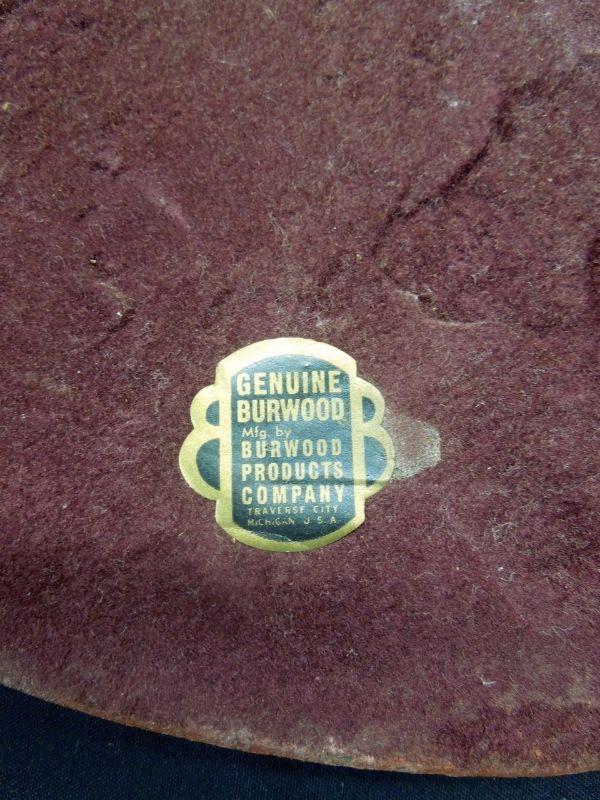 GENUINE
BURWOOD
Mfg. by
BURWOOD
PRODUCTS
COMPANY
TRAVERSE CITY
MICHIGAN U.S.A.